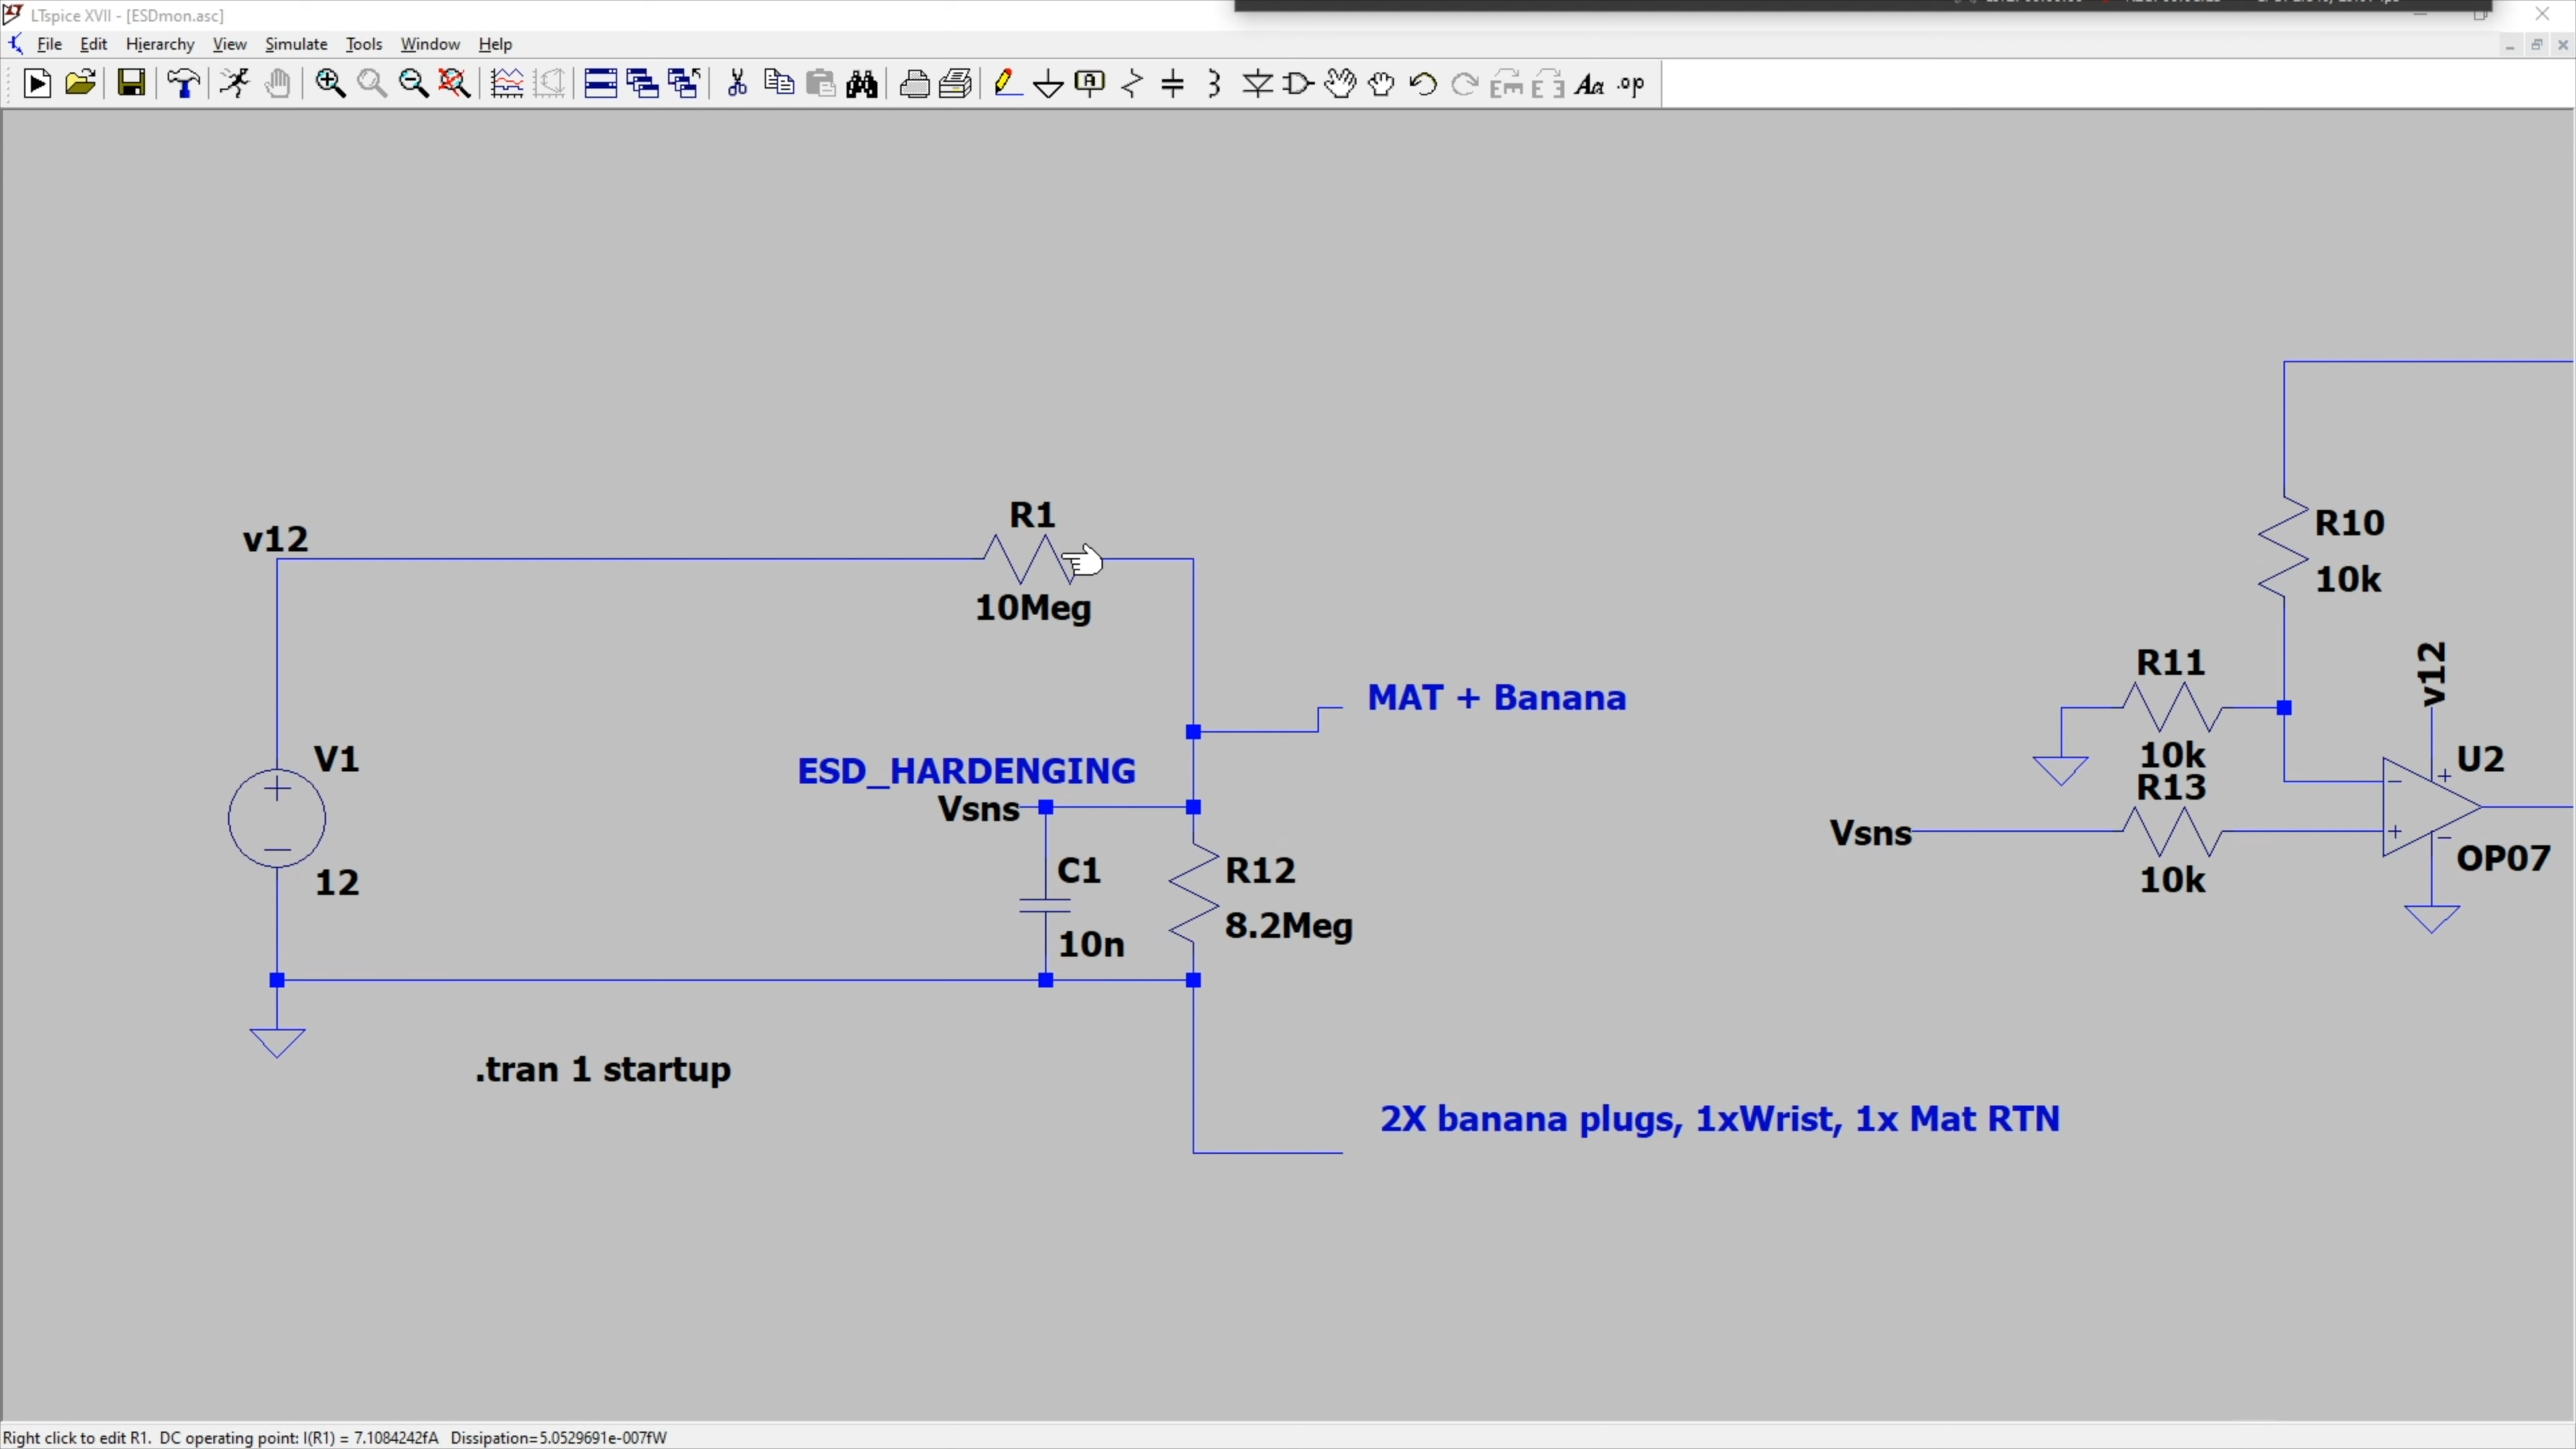 LTspice XVII - [ESDmon.asc]
File Edit Hierarchy View Simulate Tools Window Help
A
Aa .op
R1
v12
10Meg
R10
10k
v12
R11
10k
MAT + Banana
V1
12
ESD_HARDENGING
Vsns
C1
10n
R12
8.2Meg
U2
R13
10k
Vsns
OP07
.tran 1 startup
2X banana plugs, 1xWrist, 1x Mat RTN
Right click to edit R1. DC operating point: I(R1) = 7.1084242fA Dissipation=5.0529691e-007fW